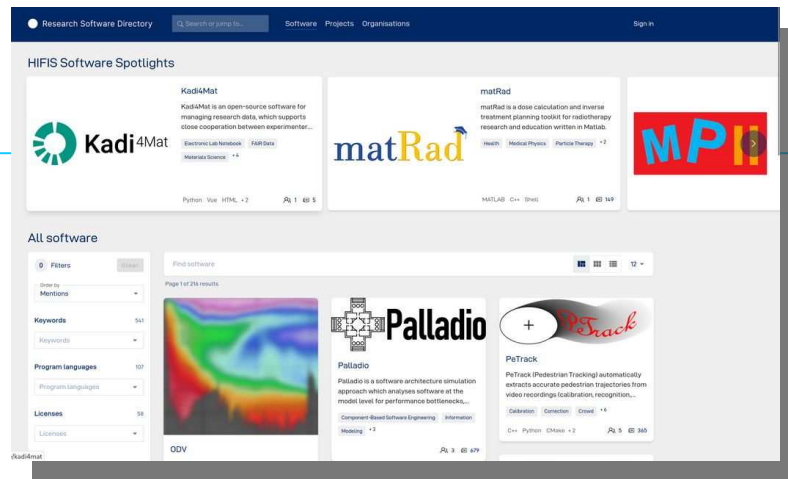 Research Software Directory
Search or jump to...
Software Projects Organisations
Sign in
HIFIS Software Spotlights
Kadi4Mat
Kadi4Mat
Kadi4Mat is an open-source software for
managing research data, which supports
close cooperation between experimenter...
Electronic Lab Notebook FAIR Data
Materials Science +4
Python Vue HTML +2
1 5
matRad
matRad
matRad is a dose calculation and inverse
treatment planning toolkit for radiotherapy
research and education written in Matlab.
Health Medical Physics Particle Therapy +2
MATLAB C++ Shell
1 149
All software
0 Filters
Clear
Order by
Mentions
Keywords 541
Keywords
Program languages 107
Program languages
Licenses 58
Licenses
/kadi4mat
Find software
12
Page 1 of 216 results
ODV
Palladio
Palladio
Palladio is a software architecture simulation
approach which analyses software at the
model level for performance bottlenecks,...
Component-Based Software Engineering Information
Modeling +3
3 679
PeTrack
PeTrack
PeTrack (Pedestrian Tracking) automatically
extracts accurate pedestrian trajectories from
video recordings (calibration, recognition,...
Calibration Correction Crowd +6
C++ Python CMake +2
5 365